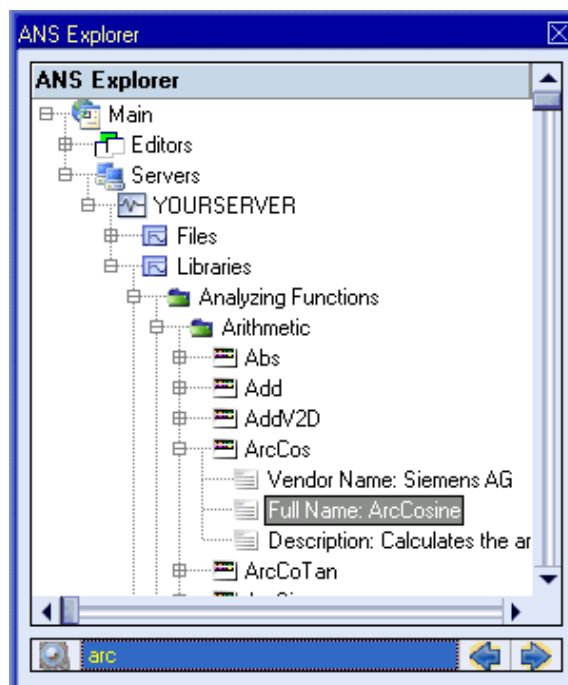 ANS Explorer
ANS Explorer
Main
Editors
Servers
YOURSERVER
Files
Libraries
Analyzing Functions
Arithmetic
Abs
Add
AddV2D
ArcCos
Vendor Name: Siemens AG
Full Name: ArcCosine
Description: Calculates the ar
ArcCoTan
arc